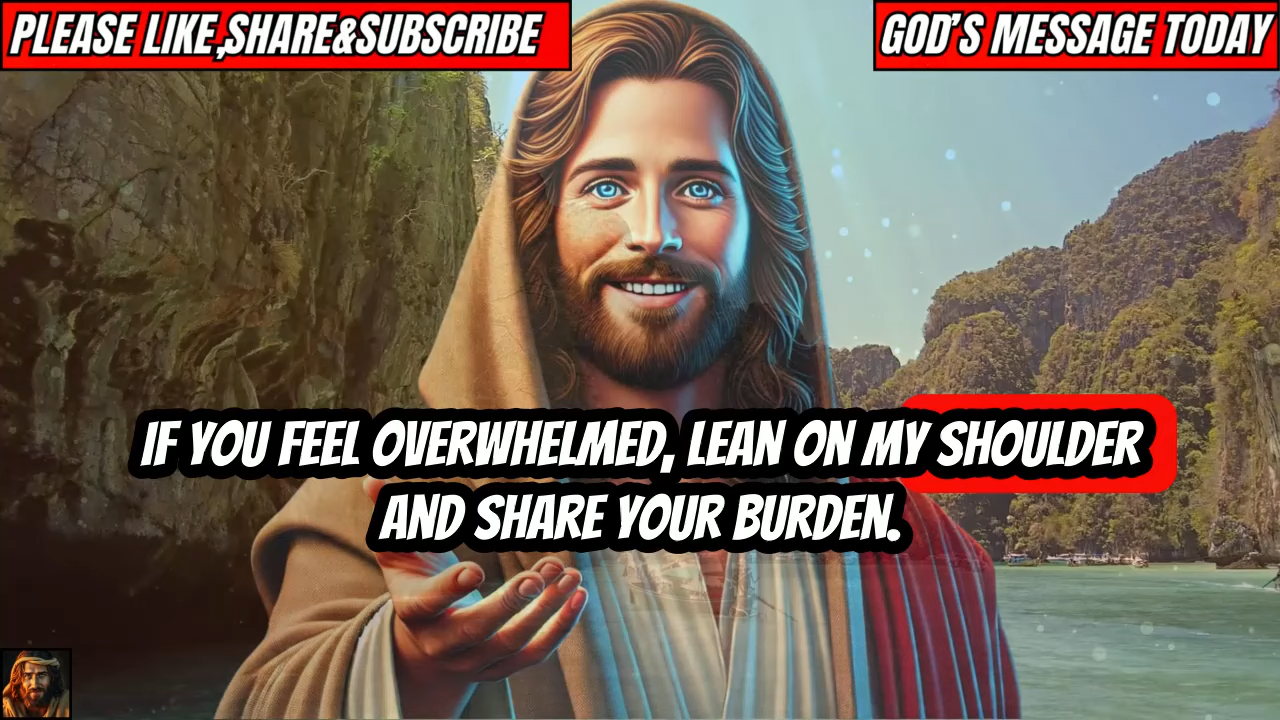 PLEASE LIKE,SHARE&SUBSCRIBE
GOD'S MESSAGE TODAY
IF YOU FEEL OVERWHELMED, LEAN ON MY SHOULDER
AND SHARE YOUR BURDEN.